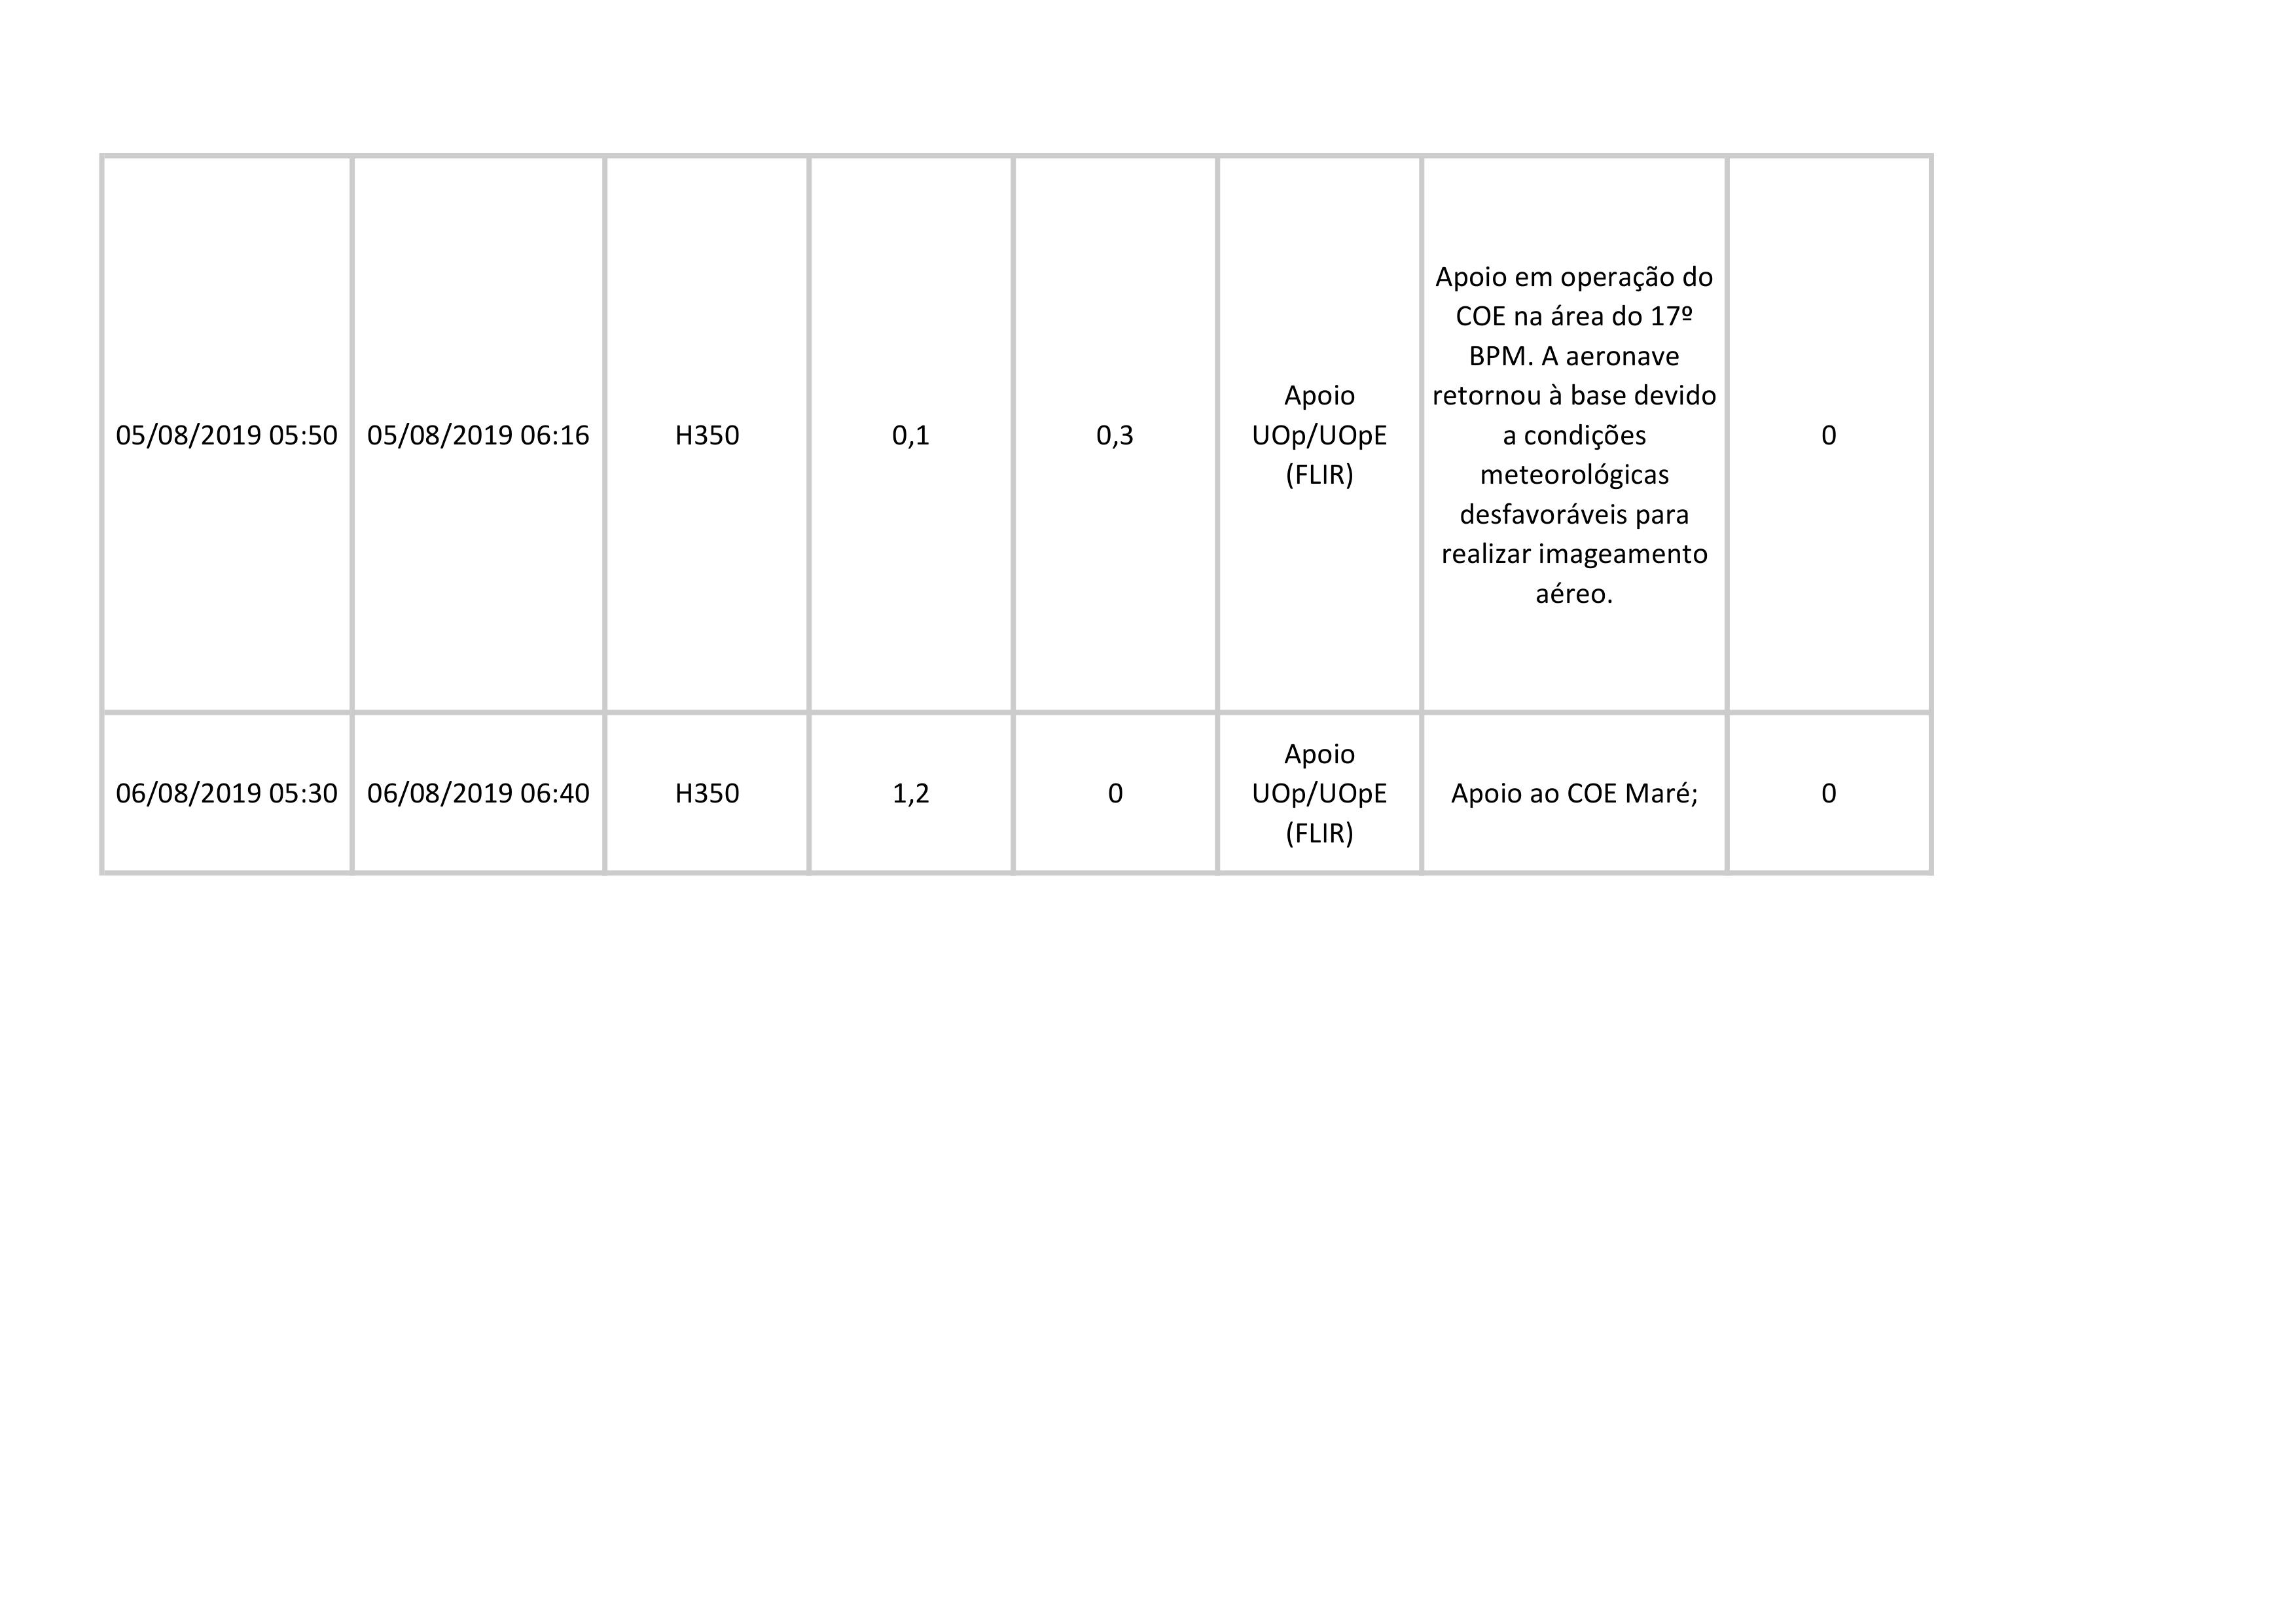 05/08/2019 05:50 05/08/2019 06:16 H350 0,1 0,3
Apoio
UOp/UOpE
(FLIR)
Apoio em operação do
COE na área do 17º
BPM. A aeronave
retornou à base devido
a condições
meteorológicas
desfavoráveis para
realizar imageamento
aéreo.
0
06/08/2019 05:30 06/08/2019 06:40 H350 1,2 0
Apoio
UOp/UOpE
(FLIR)
Apoio ao COE Maré;
0